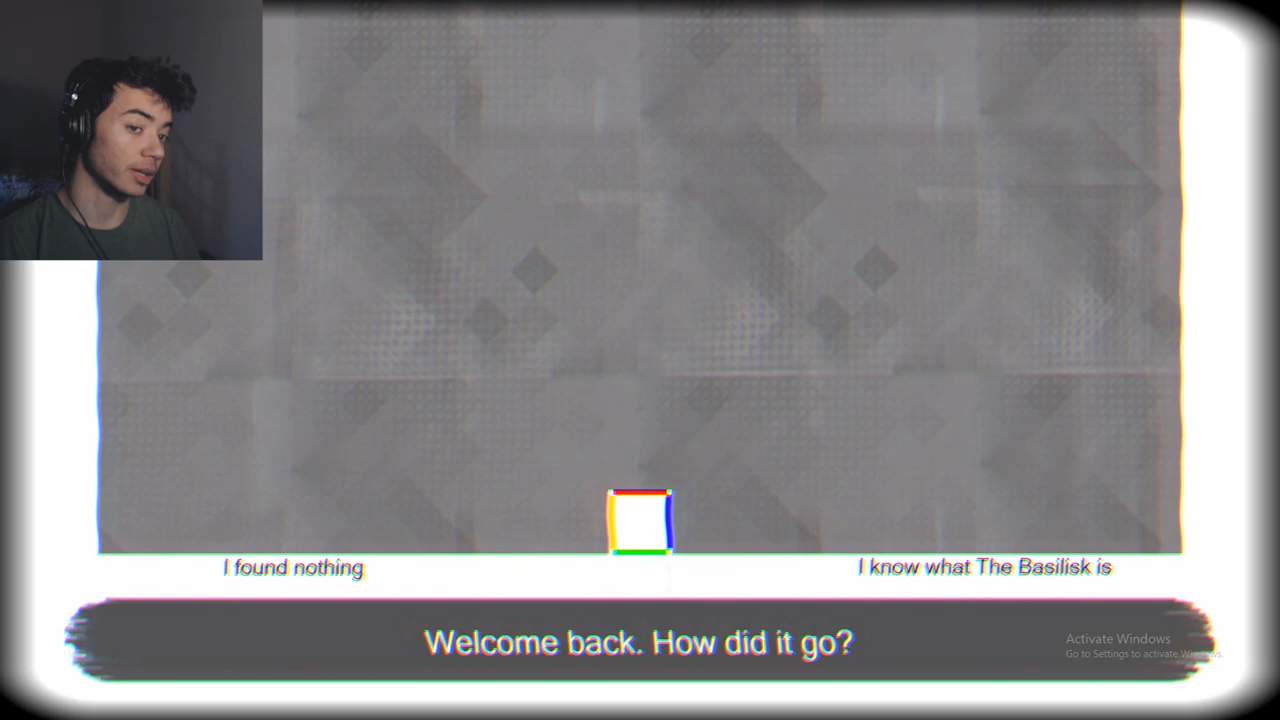 I found nothing
I know what The Basilisk is
Welcome back. How did it go?
Activate Windows
Go to Settings to activate Windows.